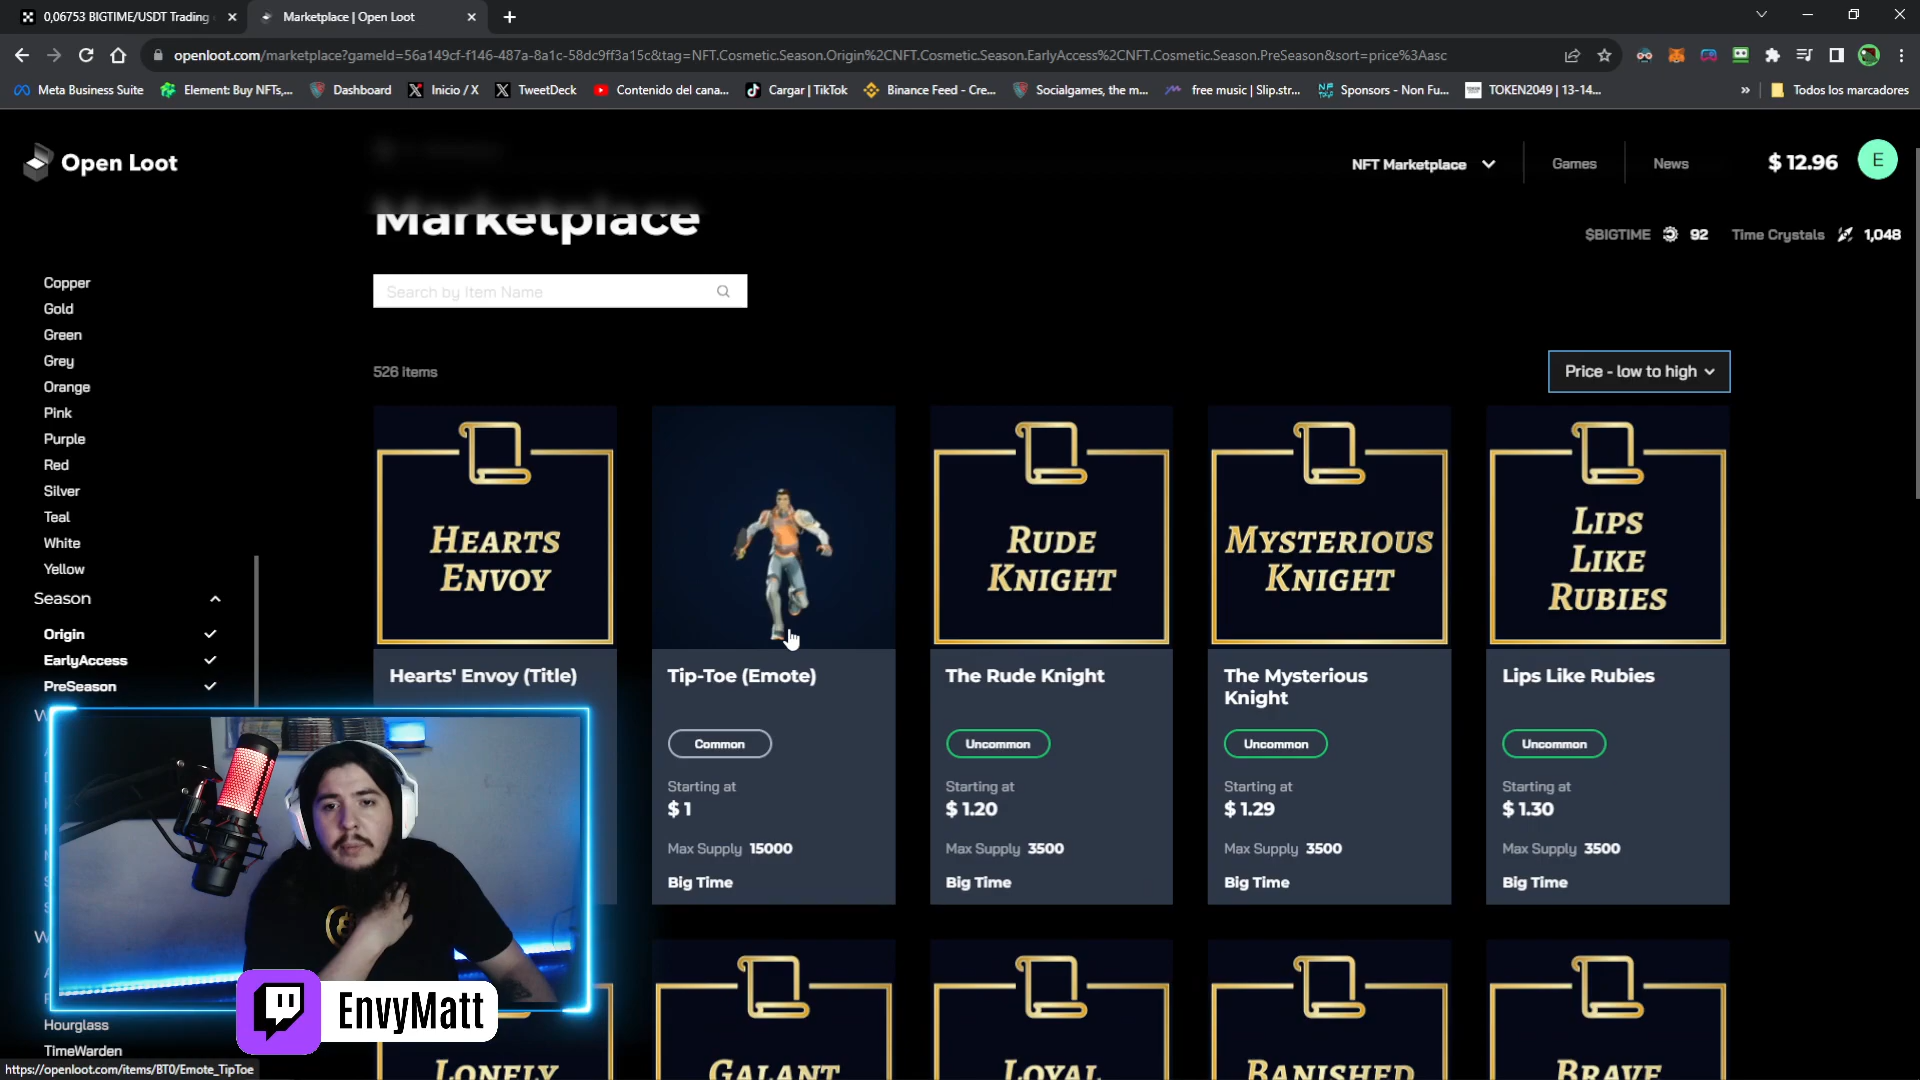 0,06753 BIGTIME/USDT Trading
Marketplace | Open Loot
openloot.com/marketplace?gameId=56a149cf-f146-487a-8a1c-58dc9ff3a15c&tag=NFT.Cosmetic.Season.Origin%2CNFT.Cosmetic.Season.EarlyAccess%2CNFT.Cosmetic.Season.PreSeason&sort=price%3Aasc
Meta Business Suite
Element: Buy NFTs,...
Dashboard
Inicio / X
TweetDeck
Contenido del cana...
Cargar | TikTok
Binance Feed - Cre...
Socialgames, the m...
free music | Slip.str...
Sponsors - Non Fu...
TOKEN2049 | 13-14...
»
Todos los marcadores
Open Loot
NFT Marketplace
Games
News
$ 12.96
E
Marketplace
$BIGTIME 92
Time Crystals 1,048
Search by Item Name
526 items
Price - low to high
Copper
Gold
Green
Grey
Orange
Pink
Purple
Red
Silver
Teal
White
Yellow
Season
Origin
EarlyAccess
PreSeason
Hourglass
TimeWarden
HEARTS
ENVOY
RUDE
KNIGHT
MYSTERIOUS
KNIGHT
LIPS
LIKE
RUBIES
Hearts' Envoy (Title)
Tip-Toe (Emote)
Common
Starting at
$ 1
Max Supply 15000
Big Time
The Rude Knight
Uncommon
Starting at
$ 1.20
Max Supply 3500
Big Time
The Mysterious
Knight
Uncommon
Starting at
$ 1.29
Max Supply 3500
Big Time
Lips Like Rubies
Uncommon
Starting at
$ 1.30
Max Supply 3500
Big Time
LONELY
GALANT
LOYAL
BANISHED
BRAVE
EnvyMatt
https://openloot.com/items/BT0/Emote_TipToe